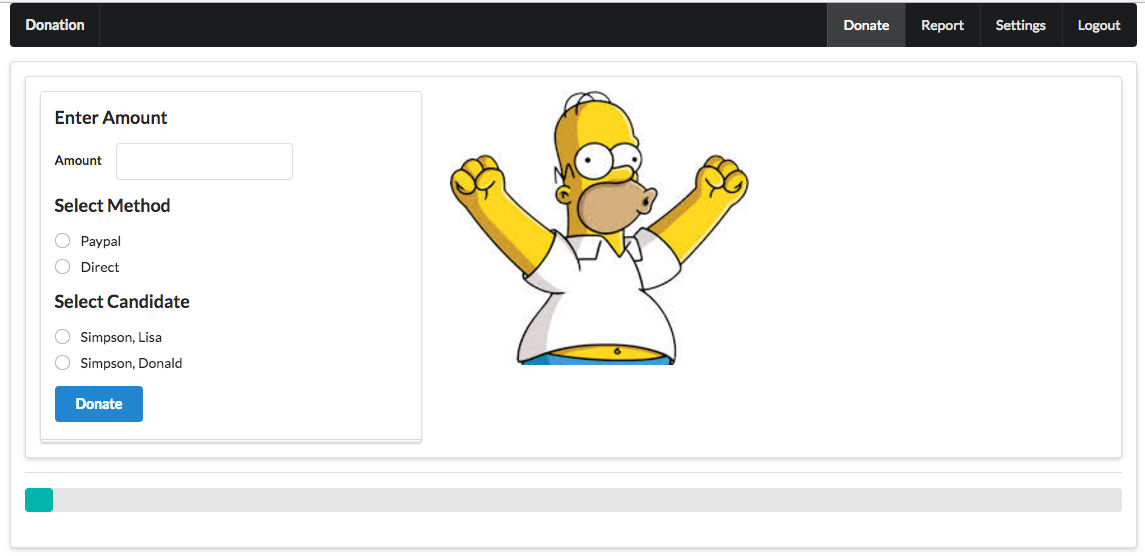 Donation Donate Report Settings Logout
Enter Amount
Amount
Select Method
Paypal
Direct
Select Candidate
Simpson, Lisa
Simpson, Donald
Donate